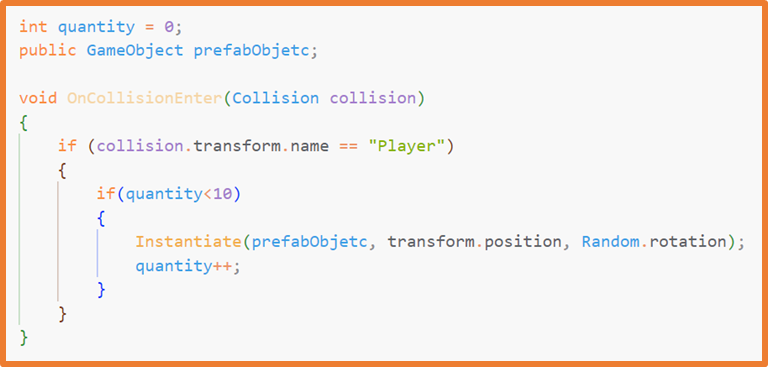 int quantity = 0;
public GameObject prefabObjetc;
void OnCollisionEnter(Collision collision)
{
if (collision.transform.name == "Player")
{
if(quantity<10)
{
Instantiate(prefabObjetc, transform.position, Random.rotation);
quantity++;
}
}
}